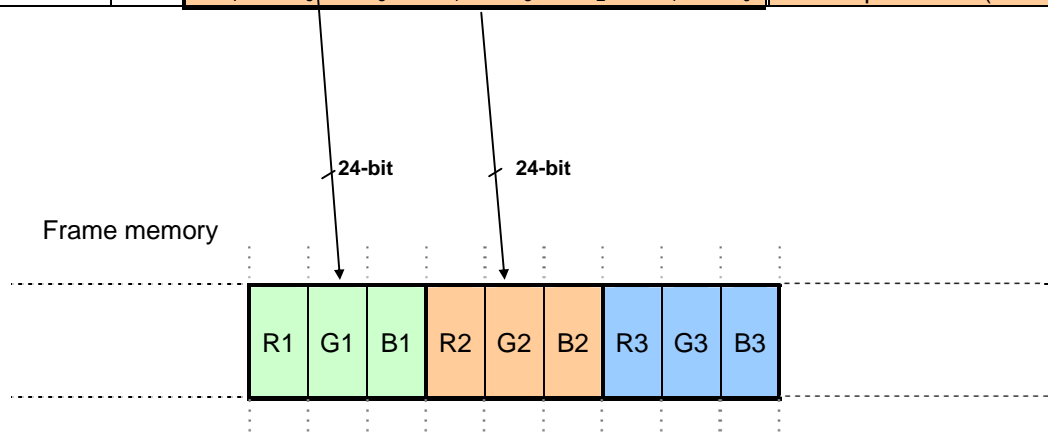 24-bit 24-bit
Frame memory
R1 G1 B1 R2 G2 B2 R3 G3 B3